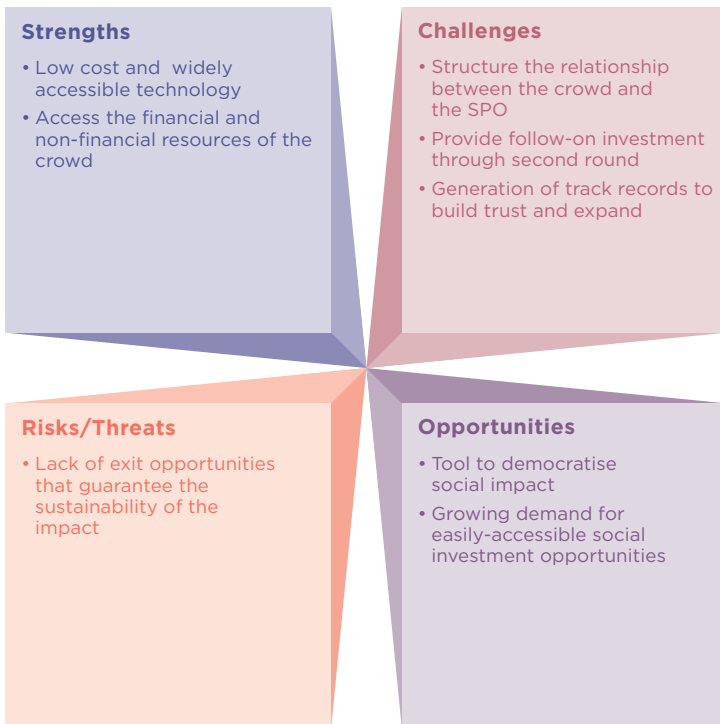 Strengths
• Low cost and widely
accessible technology
• Access the financial and
non-financial resources of the
crowd
Challenges
• Structure the relationship
between the crowd and
the SPO
• Provide follow-on investment
through second round
• Generation of track records to
build trust and expand
Risks/Threats
• Lack of exit opportunities
that guarantee the
sustainability of the
impact
Opportunities
• Tool to democratise
social impact
• Growing demand for
easily-accessible social
investment opportunities